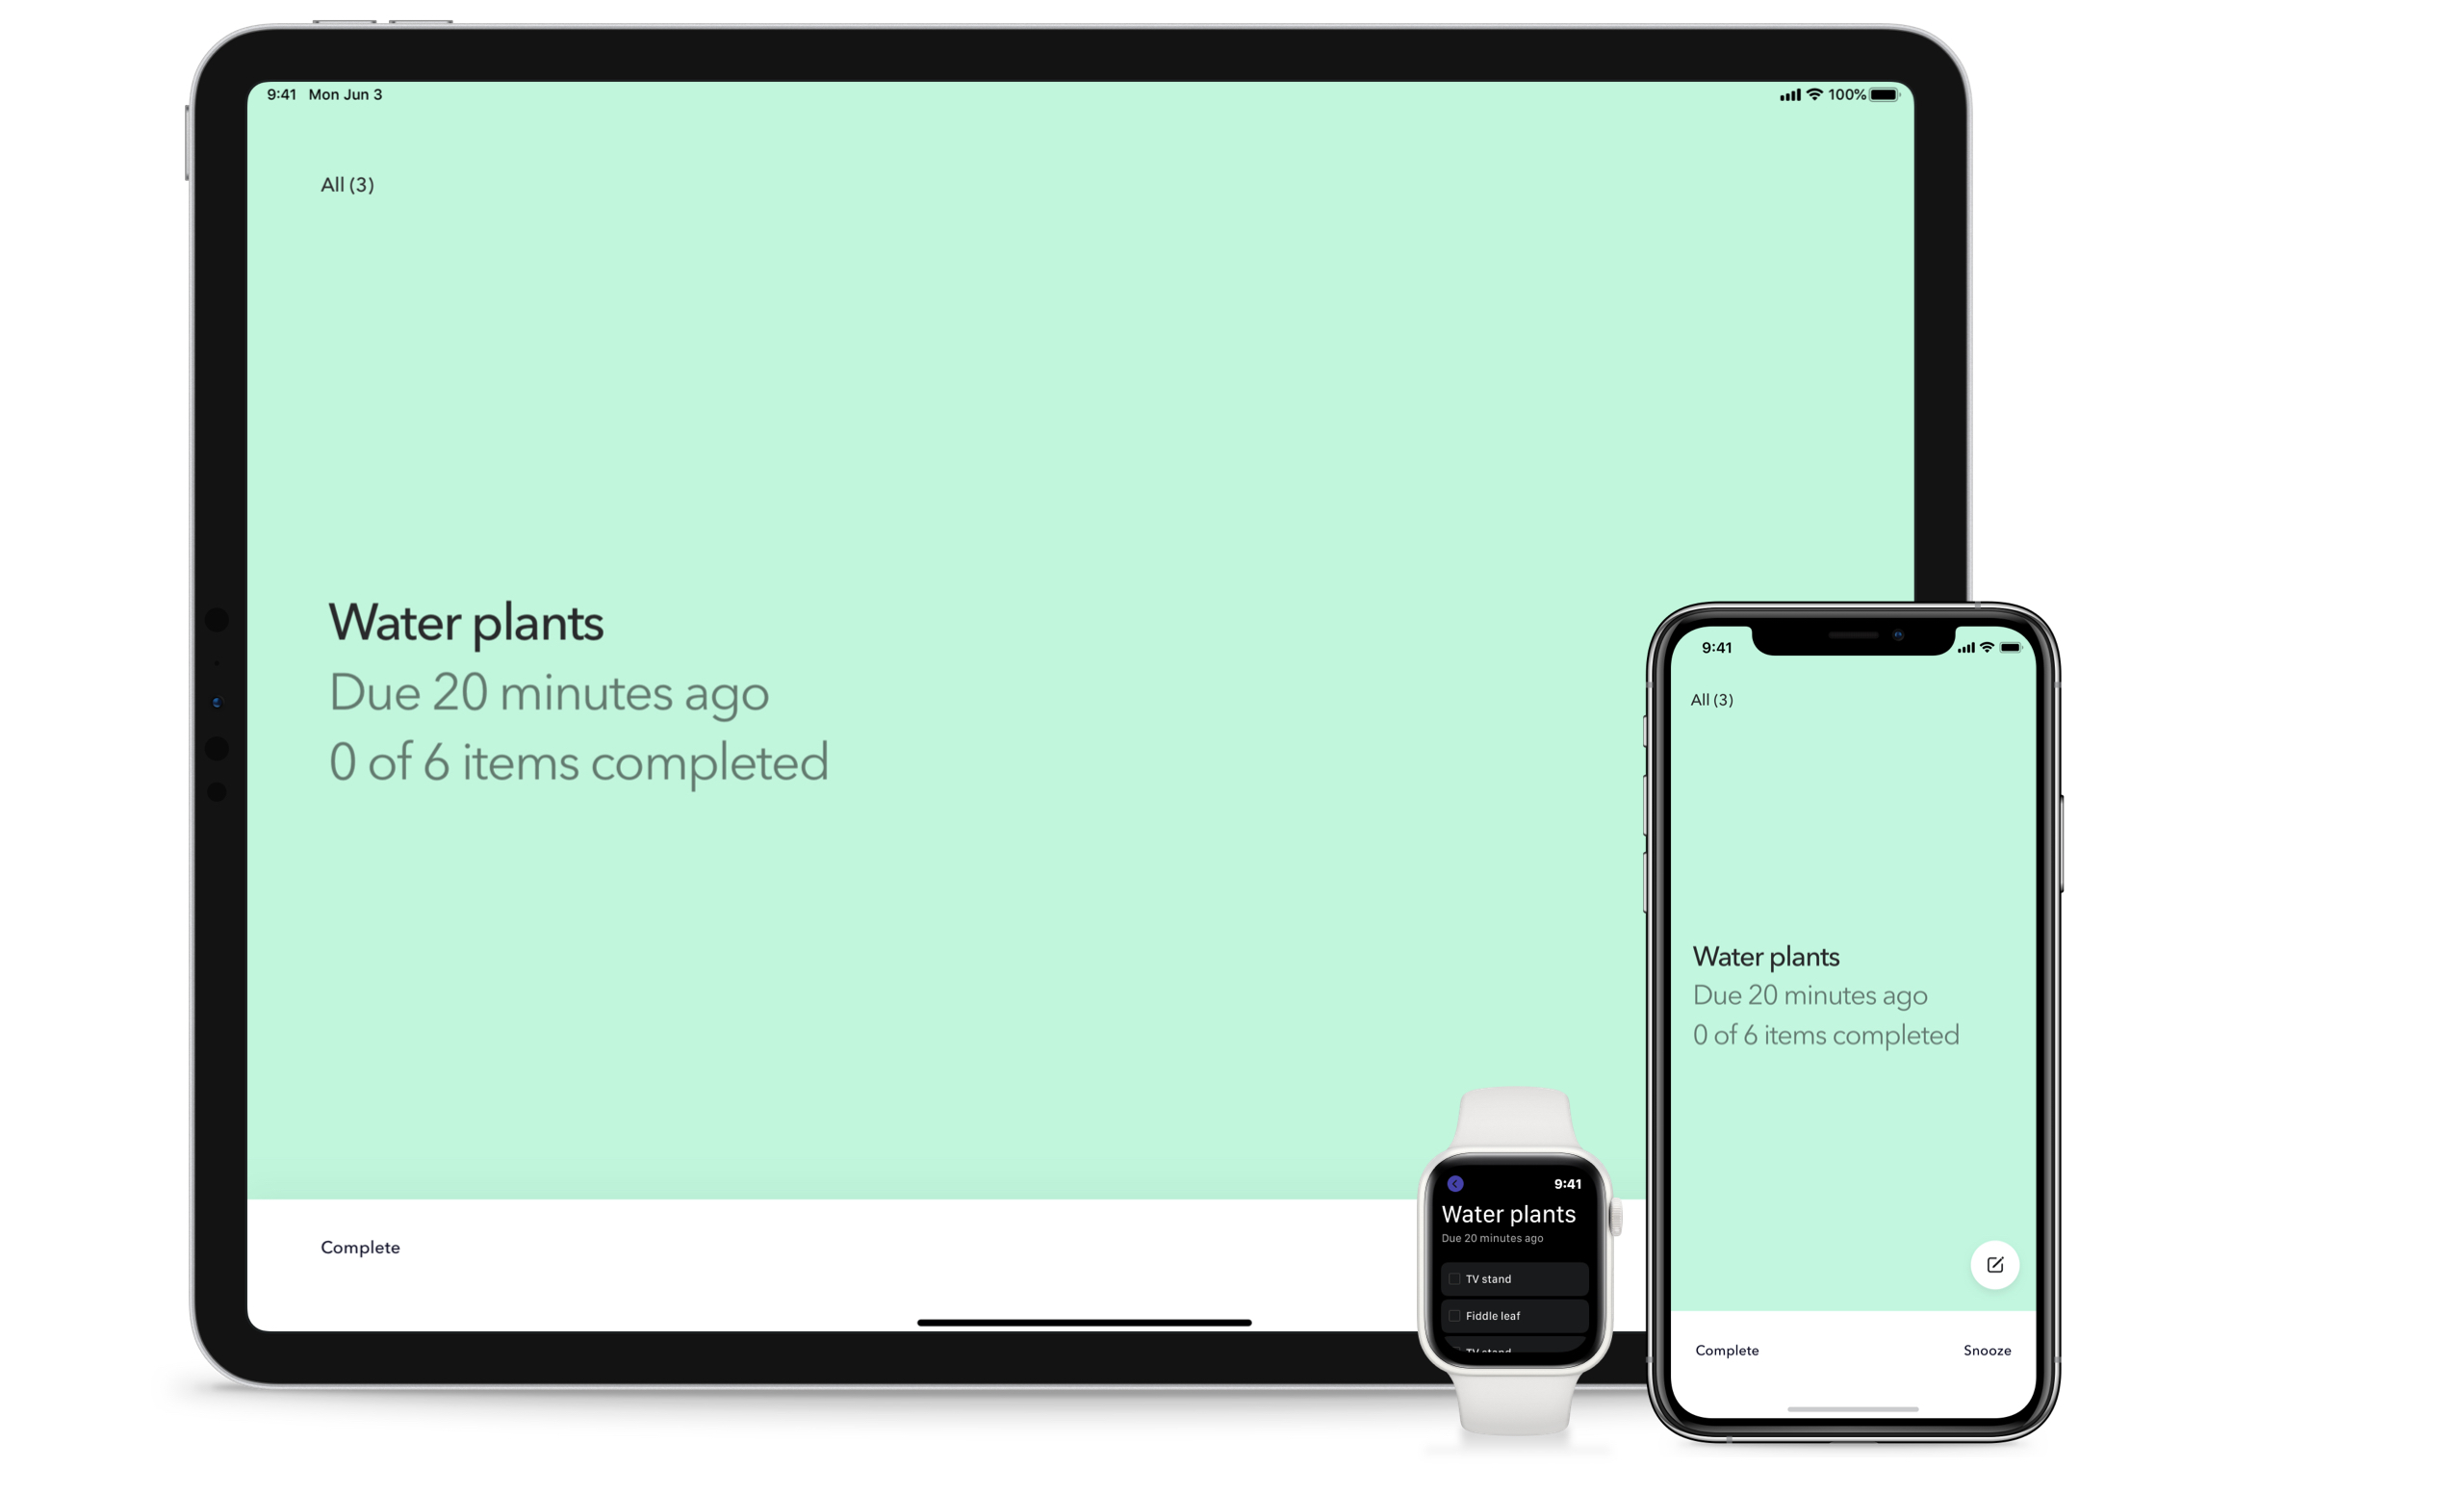 9:41 Mon Jun 3
100%
All (3)
Water plants
Due 20 minutes ago
0 of 6 items completed
Complete
9:41
Water plants
Due 20 minutes ago
TV stand
Fiddle leaf
TV stand
9:41
All (3)
Water plants
Due 20 minutes ago
0 of 6 items completed
Complete
Snooze